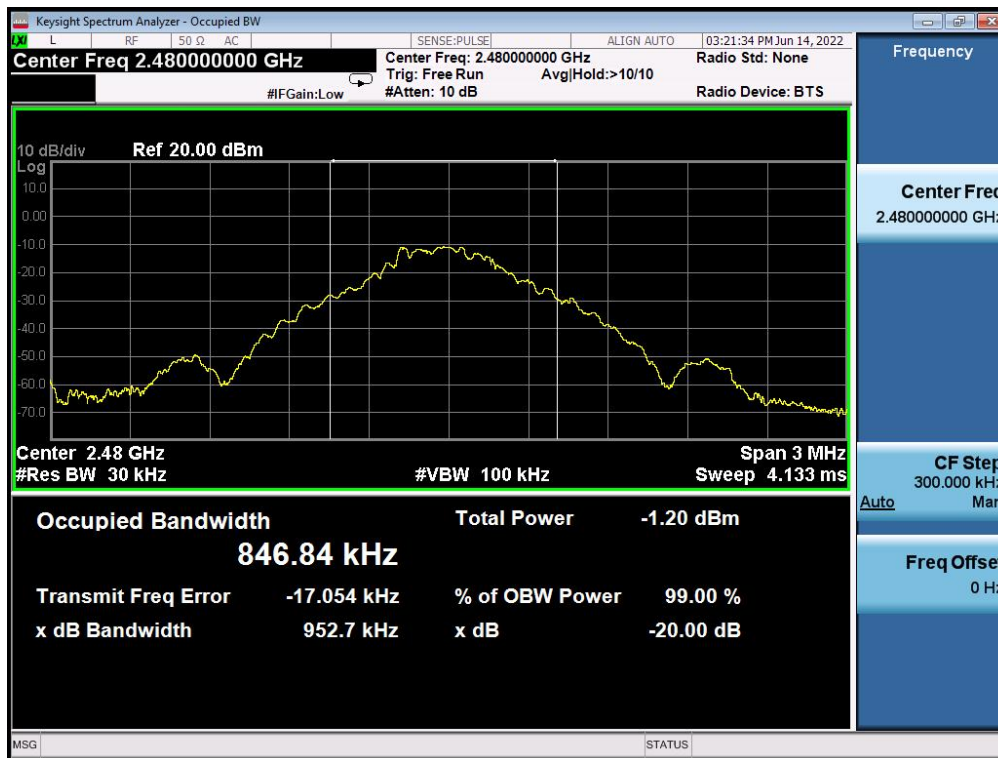 Keysight Spectrum Analyzer - Occupied BW
LXI L RF 50 Ω AC SENSE:PULSE ALIGN AUTO 03:21:34 PM Jun 14, 2022
Center Freq 2.480000000 GHz
Center Freq: 2.480000000 GHz
Radio Std: None
Trig: Free Run Avg|Hold:>10/10
#IFGain:Low
#Atten: 10 dB
Radio Device: BTS
10 dB/div Ref 20.00 dBm
Log
10.0
0.00
-10.0
-20.0
-30.0
-40.0
-50.0
-60.0
-70.0
Center 2.48 GHz Span 3 MHz
#Res BW 30 kHz #VBW 100 kHz Sweep 4.133 ms
Occupied Bandwidth Total Power -1.20 dBm
846.84 kHz
Transmit Freq Error -17.054 kHz % of OBW Power 99.00 %
x dB Bandwidth 952.7 kHz x dB -20.00 dB
MSG STATUS
Frequency
Center Freq
2.480000000 GHz
CF Step
300.000 kHz
Auto Man
Freq Offset
0 Hz